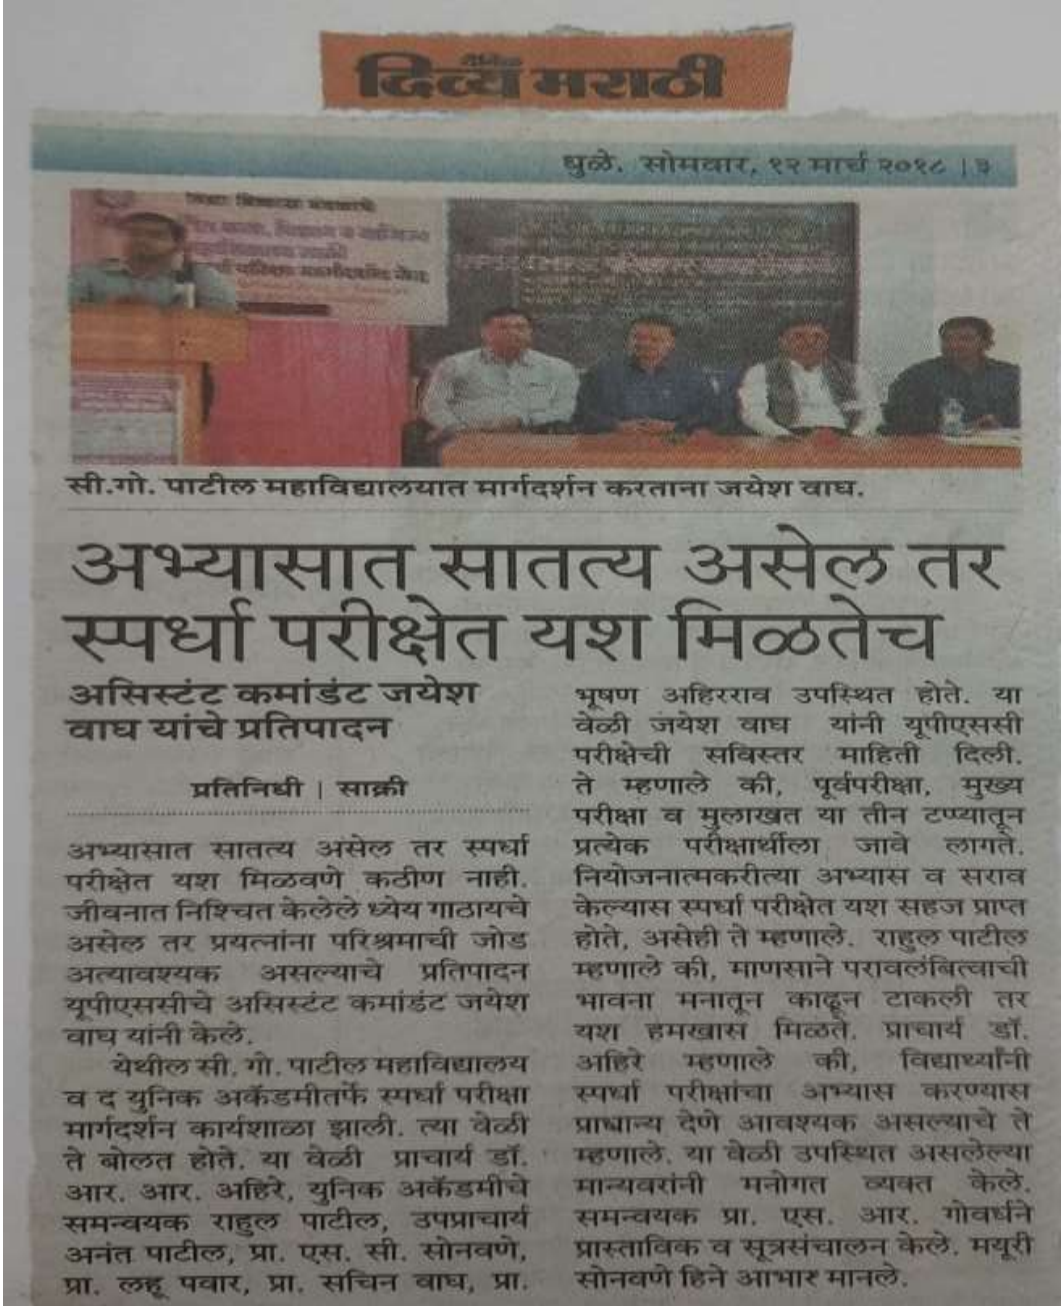 दैनिक
दिव्य मराठी
धुळे. सोमवार, १२ मार्च २०१८ | ३
सी.गो. पाटील महाविद्यालयात मार्गदर्शन करताना जयेश वाघ.
अभ्यासात सातत्य असेल तर
स्पर्धा परीक्षेत यश मिळतेच
असिस्टंट कमांडंट जयेश
वाघ यांचे प्रतिपादन
प्रतिनिधी | साक्री
अभ्यासात सातत्य असेल तर स्पर्धा
परीक्षेत यश मिळवणे कठीण नाही.
जीवनात निश्चित केलेले ध्येय गाठायचे
असेल तर प्रयत्नांना परिश्रमाची जोड
अत्यावश्यक असल्याचे प्रतिपादन
यूपीएससीचे असिस्टंट कमांडंट जयेश
वाघ यांनी केले.
येथील सी. गो. पाटील महाविद्यालय
व द युनिक अकॅडमीतर्फे स्पर्धा परीक्षा
मार्गदर्शन कार्यशाळा झाली. त्या वेळी
ते बोलत होते. या वेळी प्राचार्य डॉ.
आर. आर. अहिरे, युनिक अकॅडमीचे
समन्वयक राहुल पाटील, उपप्राचार्य
अनंत पाटील, प्रा. एस. सी. सोनवणे,
प्रा. लहू पवार, प्रा. सचिन वाघ, प्रा.
भूषण अहिरराव उपस्थित होते. या
वेळी जयेश वाघ यांनी यूपीएससी
परीक्षेची सविस्तर माहिती दिली.
ते म्हणाले की, पूर्वपरीक्षा, मुख्य
परीक्षा व मुलाखत या तीन टप्प्यातून
प्रत्येक परीक्षार्थीला जावे लागते.
नियोजनात्मकरीत्या अभ्यास व सराव
केल्यास स्पर्धा परीक्षेत यश सहज प्राप्त
होते, असेही ते म्हणाले. राहुल पाटील
म्हणाले की, माणसाने परावलंबित्वाची
भावना मनातून काढून टाकली तर
यश हमखास मिळते. प्राचार्य डॉ.
अहिरे म्हणाले की, विद्यार्थ्यांनी
स्पर्धा परीक्षांचा अभ्यास करण्यास
प्राधान्य देणे आवश्यक असल्याचे ते
म्हणाले. या वेळी उपस्थित असलेल्या
मान्यवरांनी मनोगत व्यक्त केले.
समन्वयक प्रा. एस. आर. गोवर्धने
प्रास्ताविक व सूत्रसंचालन केले. मयूरी
सोनवणे हिने आभार मानले.